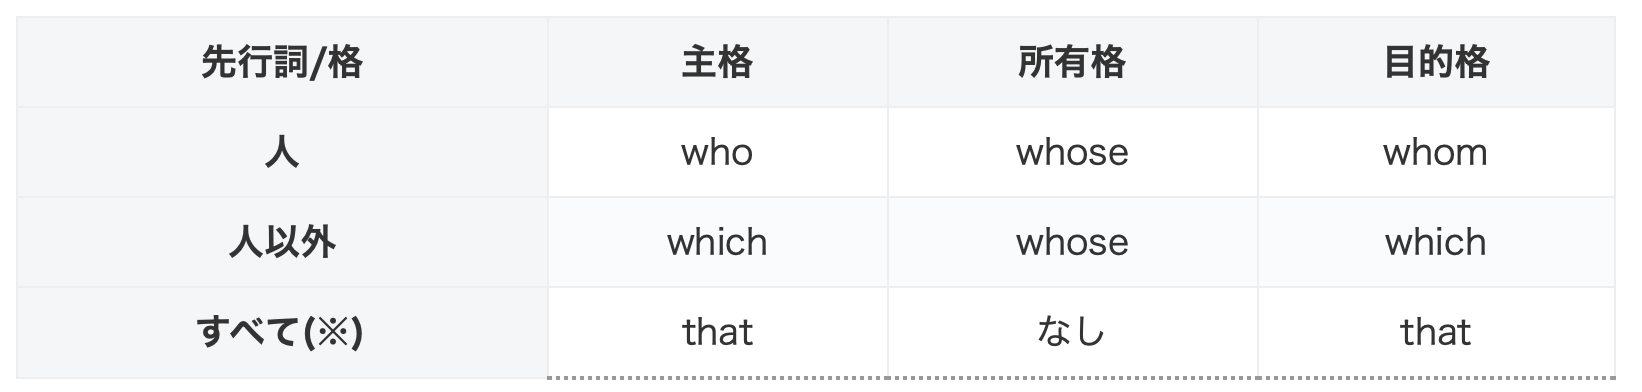 先行詞/格 主格 所有格 目的格
人 who whose whom
人以外 which whose which
すべて(※) that なし that